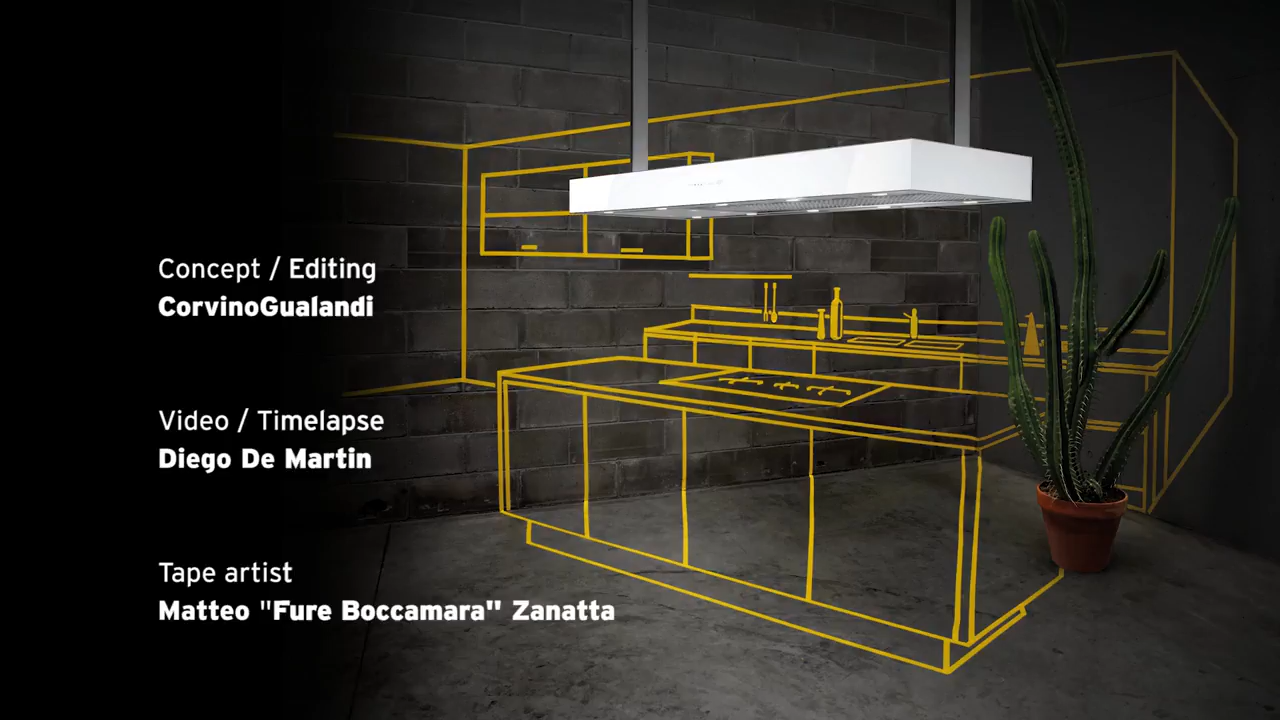 Concept / Editing
CorvinoGualandi
Video / Timelapse
Diego De Martin
Tape artist
Matteo "Fure Boccamara" Zanatta